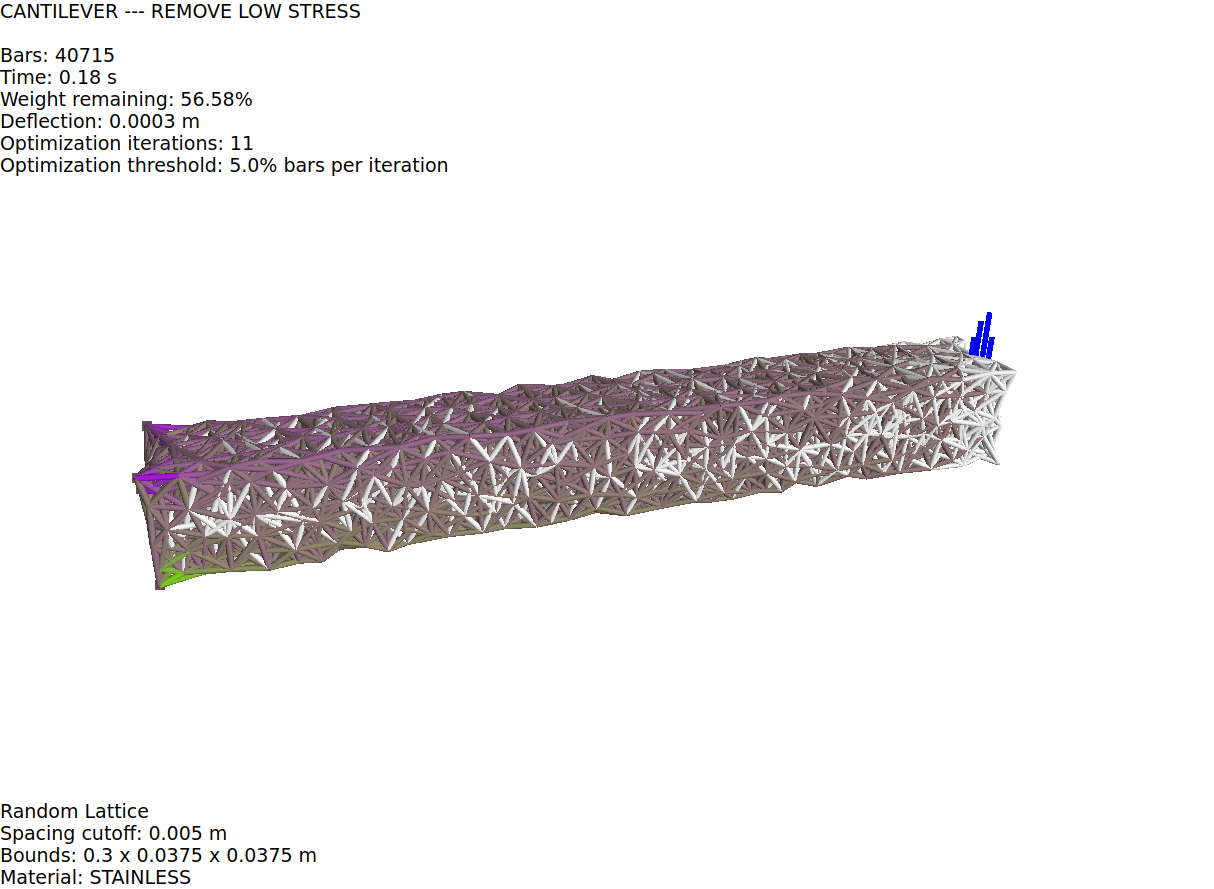 CANTILEVER --- REMOVE LOW STRESS
Bars: 40715
Time: 0.18 s
Weight remaining: 56.58%
Deflection: 0.0003 m
Optimization iterations: 11
Optimization threshold: 5.0% bars per iteration
Random Lattice
Spacing cutoff: 0.005 m
Bounds: 0.3 x 0.0375 x 0.0375 m
Material: STAINLESS